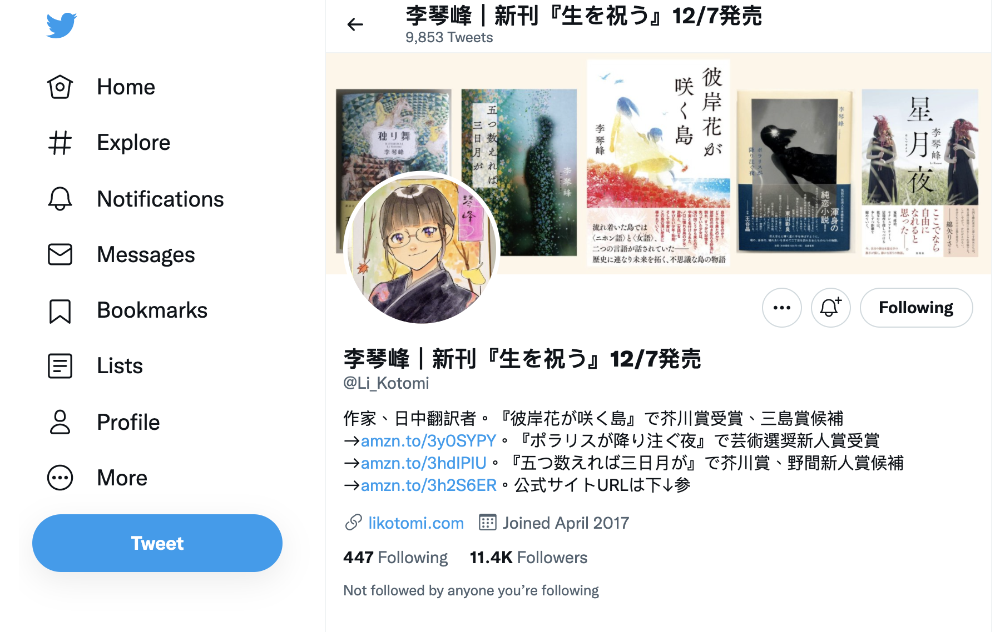 李琴峰｜新刊『生を祝う』12/7発売
9,853 Tweets
Home
Explore
Notifications
Messages
Bookmarks
Lists
Profile
More
Tweet
独り舞
李琴峰
五つ数えれば
三日月が
李琴峰
彼岸花が
咲く島
李琴峰
流れ着いた島では
〈ニホン語〉と〈女語〉、
二つの言語が話されていた──
歴史に連なり未来を拓く、不思議な島の物語
李琴峰
ポラリスが
降り注ぐ夜
渾身の
純恋小説！
東山彰良
王谷晶
星月夜
李琴峰
Li Kotomi
ここでなら
自由に
なれると
思った──。
綿矢りさ
琴峰
Following
李琴峰｜新刊『生を祝う』12/7発売
@Li_Kotomi
作家、日中翻訳者。『彼岸花が咲く島』で芥川賞受賞、三島賞候補
→amzn.to/3y0SYPY。『ポラリスが降り注ぐ夜』で芸術選奨新人賞受賞
→amzn.to/3hdIPIU。『五つ数えれば三日月が』で芥川賞、野間新人賞候補
→amzn.to/3h2S6ER。公式サイトURLは下↓参
likotomi.com Joined April 2017
447 Following 11.4K Followers
Not followed by anyone you’re following